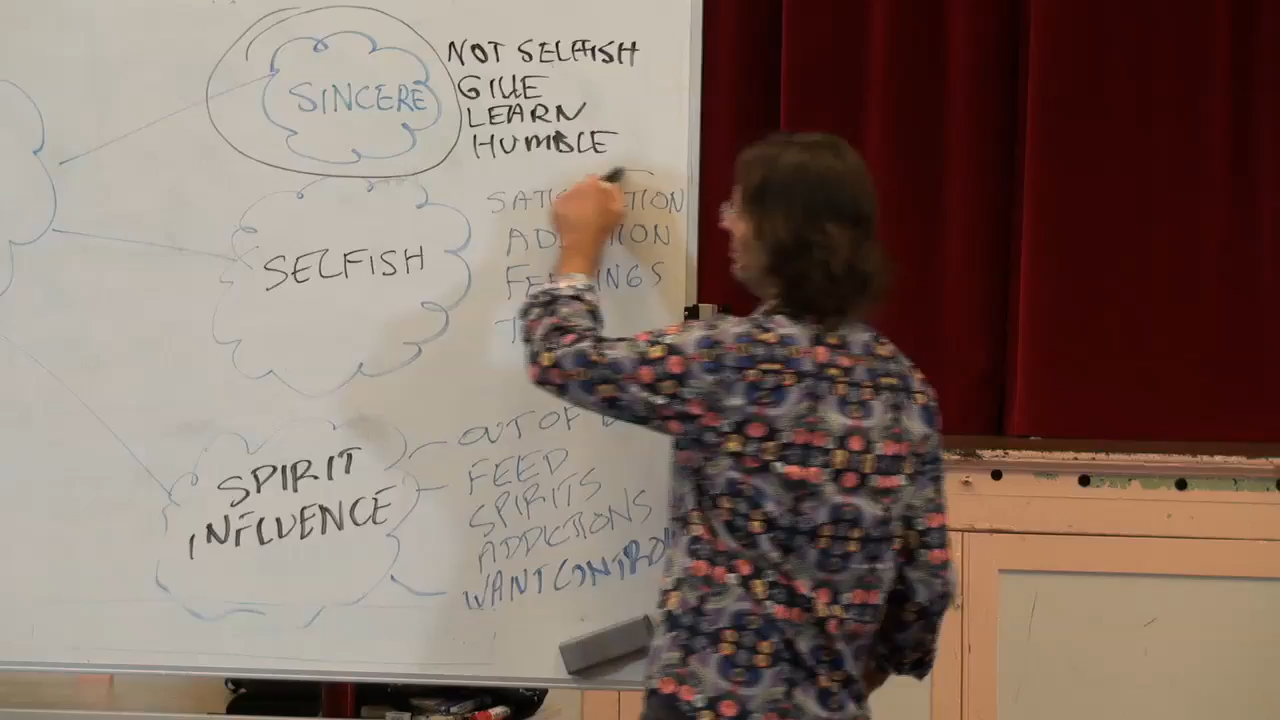 SINCERE
NOT SELFISH
GIVE
LEARN
HUMBLE
SELFISH
SPIRIT
INFLUENCE
OUT OF
FEED
SPIRITS
ADDICTIONS
WANT CONTROL